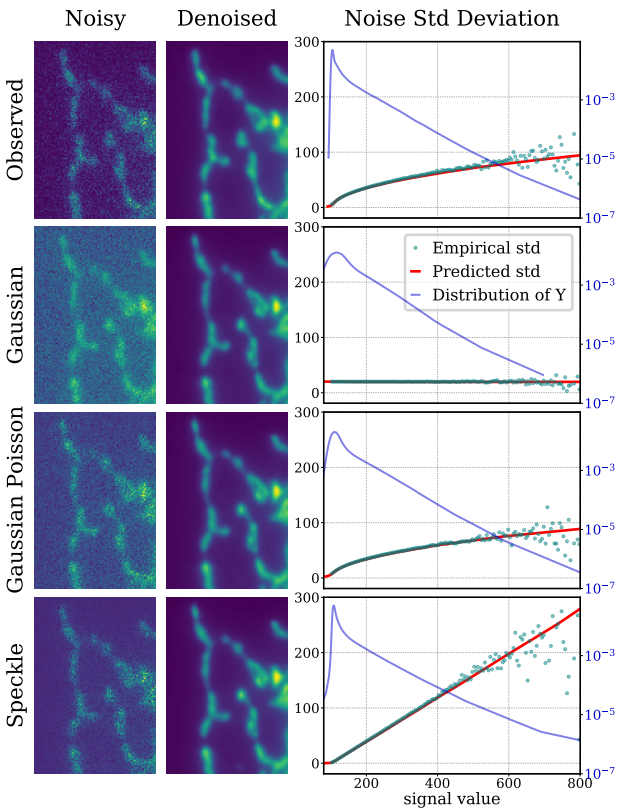 Noisy Denoised Noise Std Deviation
Observed
300
200
100
0
10⁻³
10⁻⁵
10⁻⁷
Gaussian
300
200
100
0
Empirical std
Predicted std
Distribution of Y
10⁻³
10⁻⁵
10⁻⁷
Gaussian Poisson
300
200
100
0
10⁻³
10⁻⁵
10⁻⁷
Speckle
300
200
100
0
10⁻³
10⁻⁵
10⁻⁷
200 400 600 800
signal value